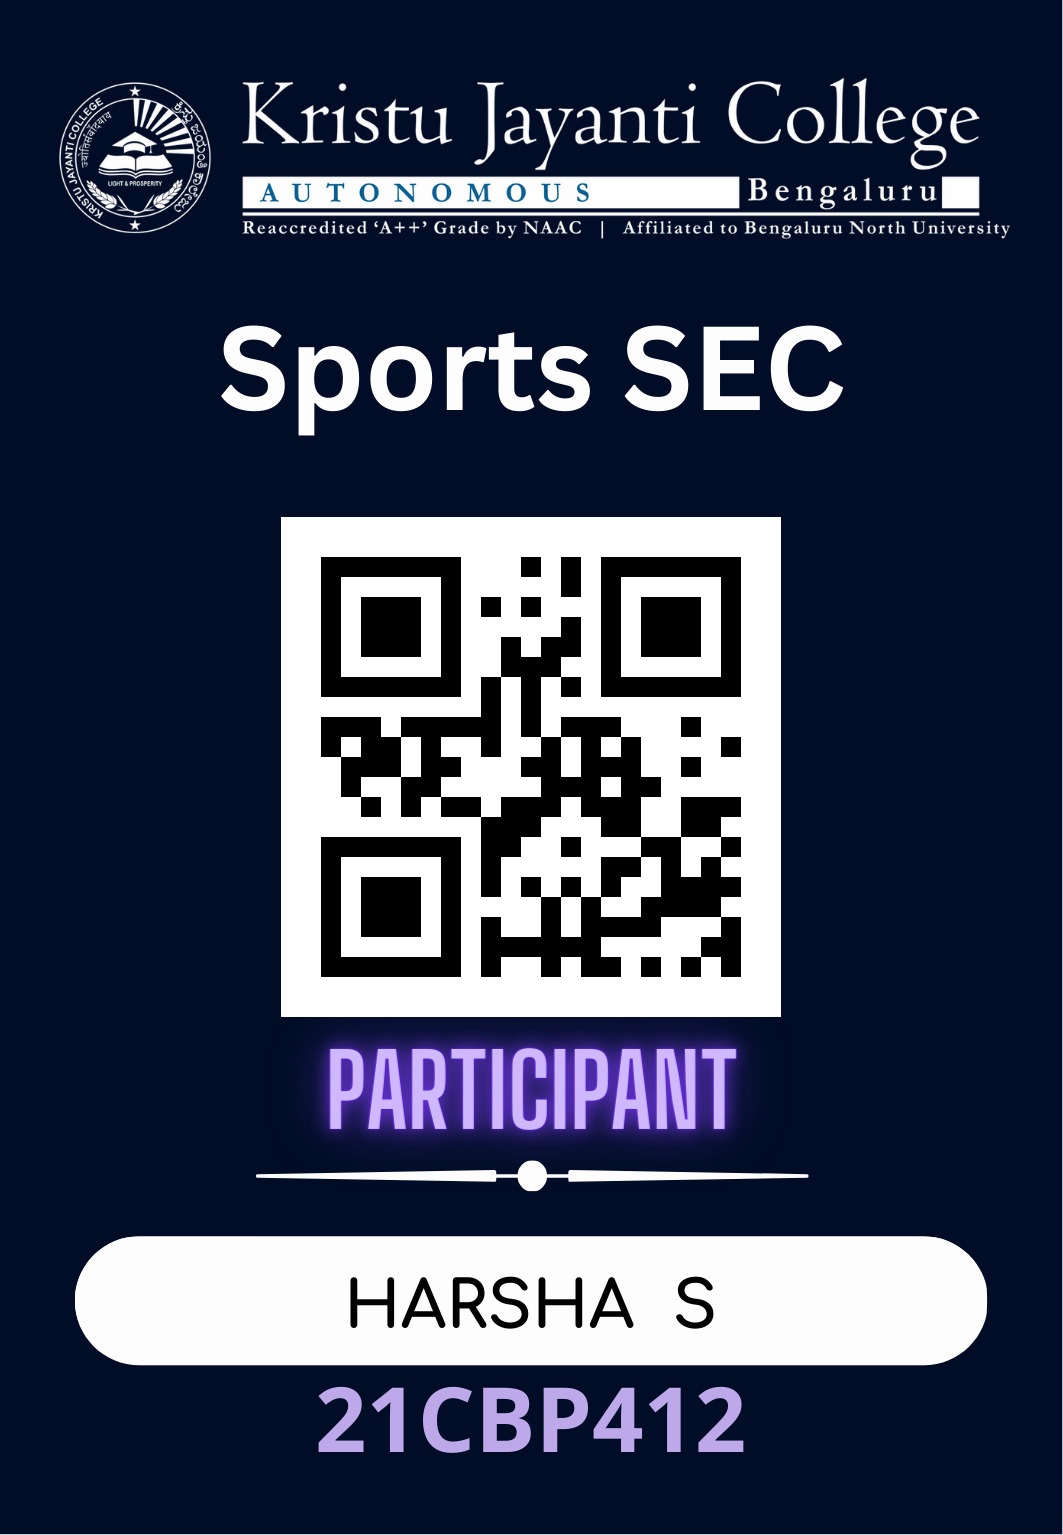 KRISTU JAYANTI COLLEGE
ಕ್ರಿಸ್ತು ಜಯಂತಿ ಕಾಲೇಜು
LIGHT & PROSPERITY
Kristu Jayanti College
AUTONOMOUS Bengaluru
Reaccredited ‘A++’ Grade by NAAC | Affiliated to Bengaluru North University
Sports SEC
PARTICIPANT
HARSHA S
21CBP412